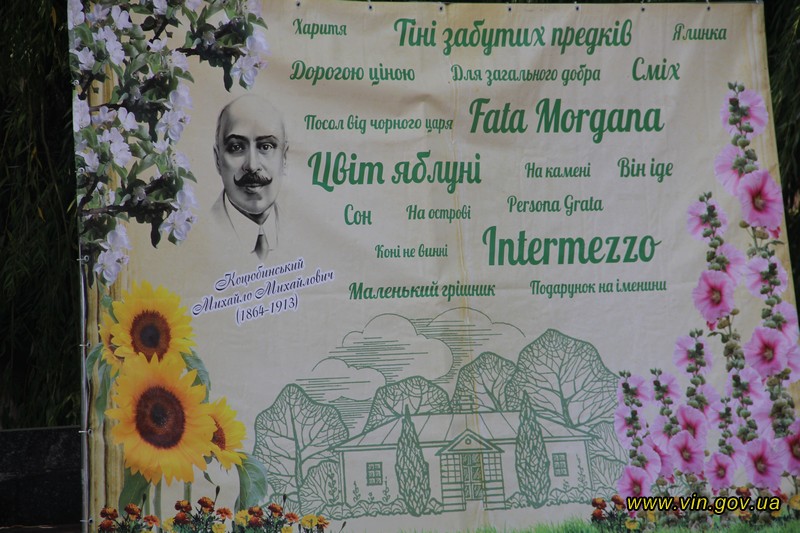 Харитя Тіні забутих предків Ялинка
Дорогою ціною Для загального добра Сміх
Посол від чорного царя Fata Morgana
Цвіт яблуні На камені Він іде
Сон На острові Persona Grata
Коні не винні Intermezzo
Маленький грішник Подарунок на іменини
Коцюбинський
Михайло Михайлович
(1864-1913)
www.vin.gov.ua